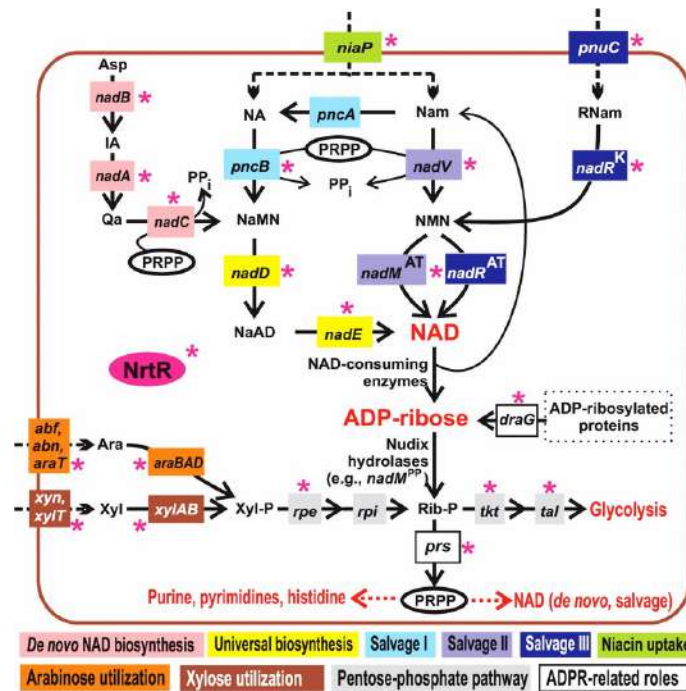 niaP *
pnuC *
Asp
nadB *
IA
nadA *
Qa
nadC *
PPi
PRPP
NA
pncA
Nam
RNam
PRPP
pncB *
nadV *
PPi
nadR K *
NaMN
NMN
nadD *
nadM AT *
nadR AT
NaAD
nadE *
NAD
NrtR *
NAD-consuming
enzymes
ADP-ribose
draG *
ADP-ribosylated
proteins
Nudix
hydrolases
(e.g., nadM PP)
abf,
abn,
araT *
Ara
araBAD *
xyn,
xylT *
Xyl
xylAB *
Xyl-P
rpe *
rpi
Rib-P
tkt *
tal *
Glycolysis
prs *
Purine, pyrimidines, histidine
PRPP
NAD (de novo, salvage)
De novo NAD biosynthesis
Universal biosynthesis
Salvage I
Salvage II
Salvage III
Niacin uptake
Arabinose utilization
Xylose utilization
Pentose-phosphate pathway
ADPR-related roles